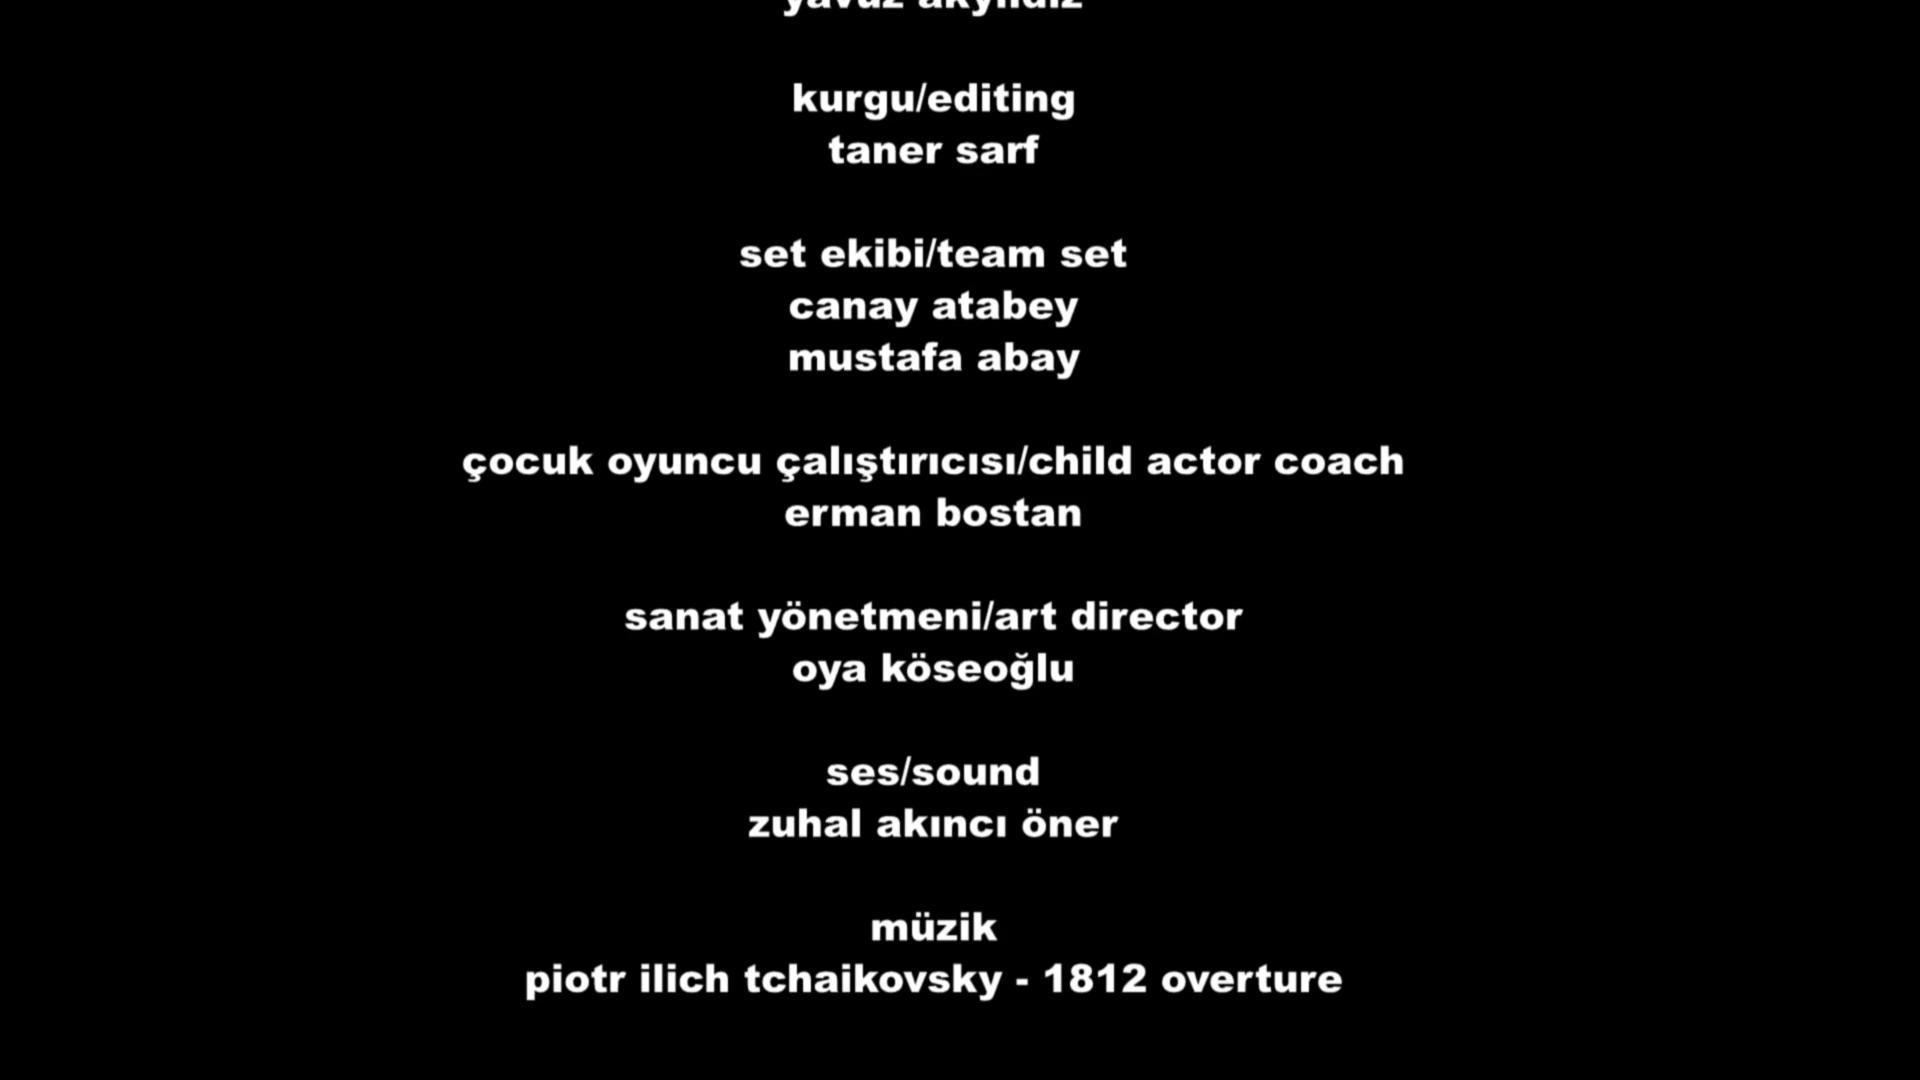 kurgu/editing
taner sarf
set ekibi/team set
canay atabey
mustafa abay
çocuk oyuncu çalıştırıcısı/child actor coach
erman bostan
sanat yönetmeni/art director
oya köseoğlu
ses/sound
zuhal akıncı öner
müzik
piotr ilich tchaikovsky - 1812 overture